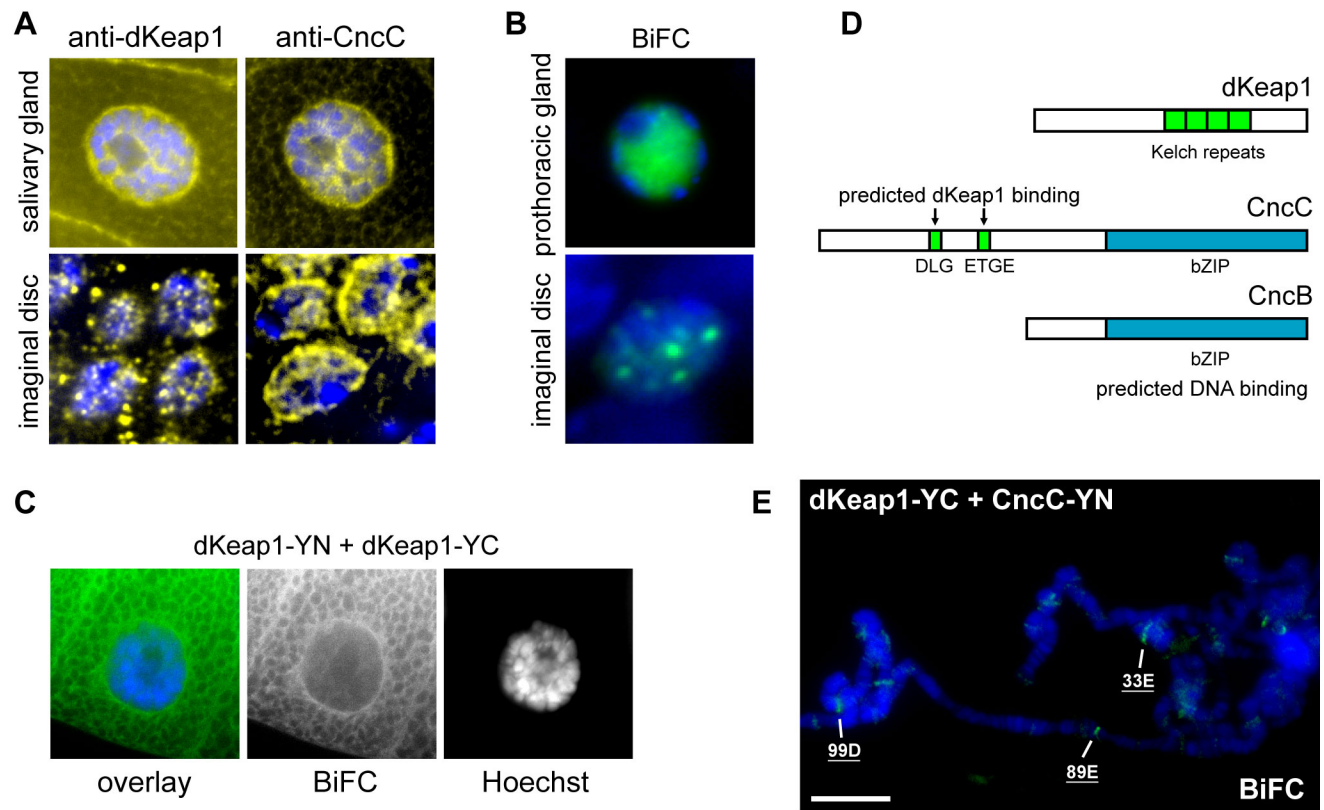 A
anti-dKeap1
anti-CncC
salivary gland
imaginal disc
B
BiFC
prothoracic gland
imaginal disc
C
dKeap1-YN + dKeap1-YC
overlay
BiFC
Hoechst
D
dKeap1
Kelch repeats
predicted dKeap1 binding
CncC
DLG
ETGE
bZIP
CncB
bZIP
predicted DNA binding
E
dKeap1-YC + CncC-YN
33E
99D
89E
BiFC